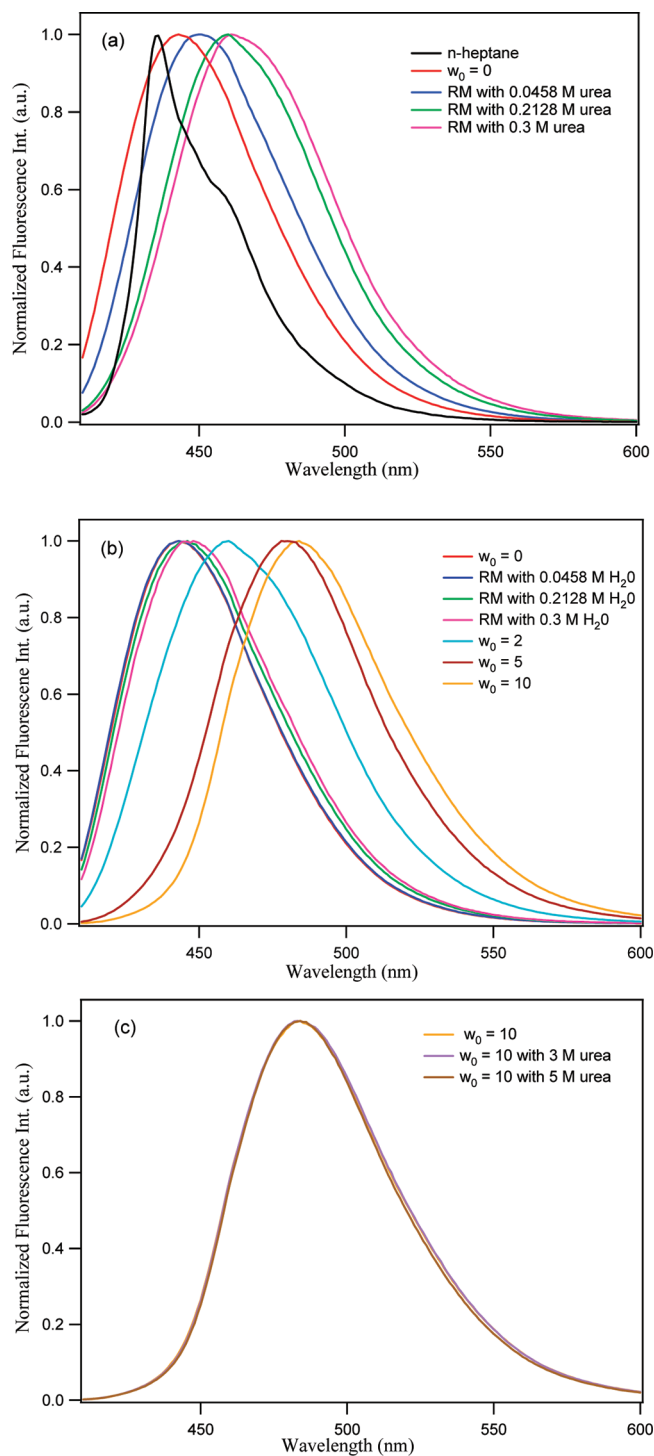 (a)
n-heptane
w₀ = 0
RM with 0.0458 M urea
RM with 0.2128 M urea
RM with 0.3 M urea
Normalized Fluorescence Int. (a.u.)
1.0
0.8
0.6
0.4
0.2
0.0
450
500
550
600
Wavelength (nm)
(b)
w₀ = 0
RM with 0.0458 M H₂0
RM with 0.2128 M H₂0
RM with 0.3 M H₂0
w₀ = 2
w₀ = 5
w₀ = 10
Normalized Fluorescene Int. (a.u.)
1.0
0.8
0.6
0.4
0.2
0.0
450
500
550
600
Wavelength (nm)
(c)
w₀ = 10
w₀ = 10 with 3 M urea
w₀ = 10 with 5 M urea
Normalized Fluorescence Int. (a.u.)
1.0
0.8
0.6
0.4
0.2
0.0
450
500
550
600
Wavelength (nm)